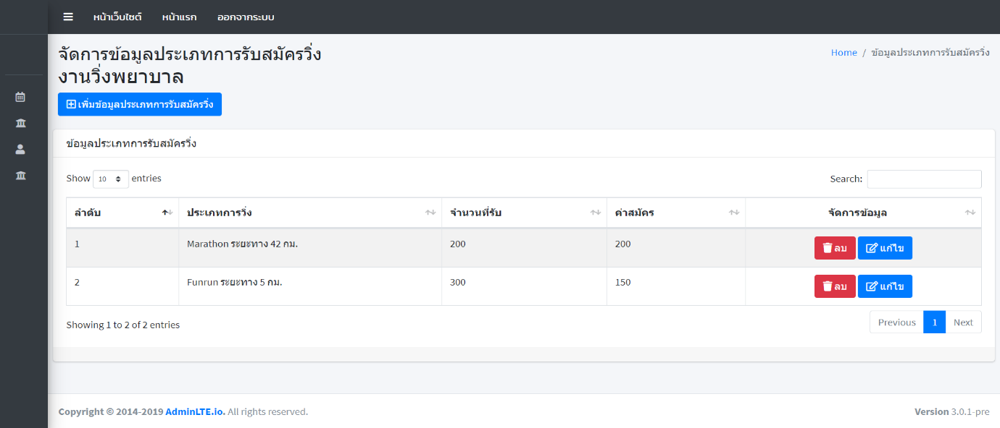 หน้าเว็บไซต์ หน้าแรก ออกจากระบบ
จัดการข้อมูลประเภทการรับสมัครวิ่ง
งานวิ่งพยาบาล
Home / ข้อมูลประเภทการรับสมัครวิ่ง
เพิ่มข้อมูลประเภทการรับสมัครวิ่ง
ข้อมูลประเภทการรับสมัครวิ่ง
Show 10 entries Search:
ลำดับ ประเภทการวิ่ง จำนวนที่รับ ค่าสมัคร จัดการข้อมูล
1 Marathon ระยะทาง 42 กม. 200 200 ลบ แก้ไข
2 Funrun ระยะทาง 5 กม. 300 150 ลบ แก้ไข
Showing 1 to 2 of 2 entries Previous 1 Next
Copyright © 2014-2019 AdminLTE.io. All rights reserved. Version 3.0.1-pre